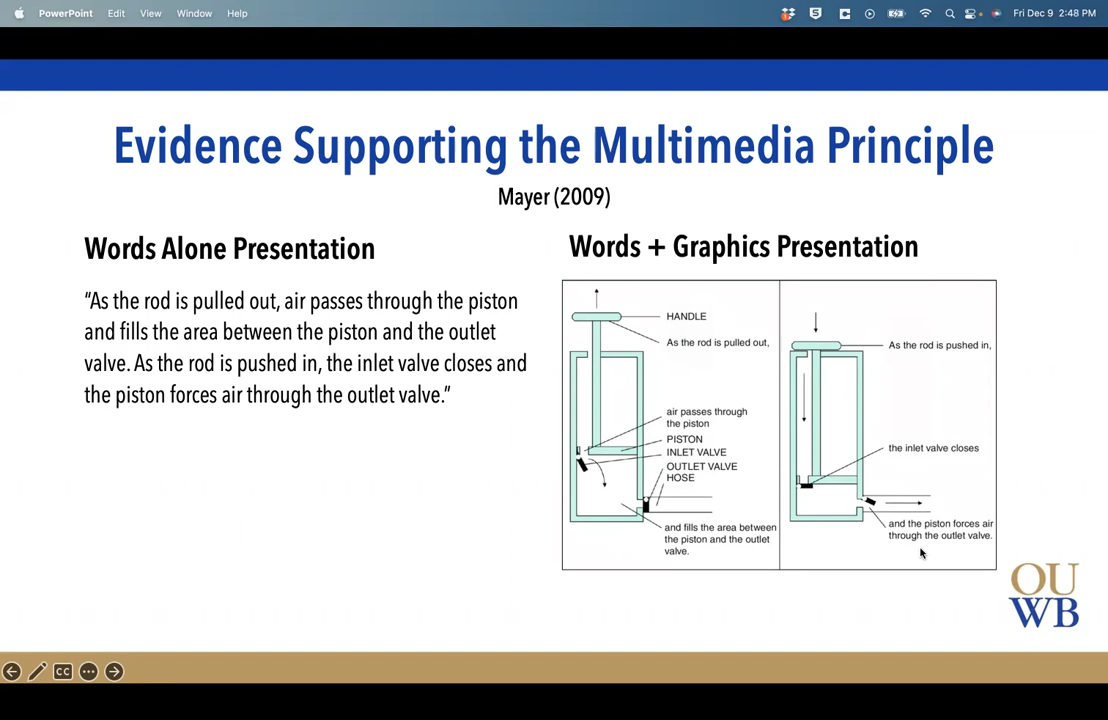 PowerPoint Edit View Window Help Fri Dec 9 2:48 PM
Evidence Supporting the Multimedia Principle
Mayer (2009)
Words Alone Presentation
“As the rod is pulled out, air passes through the piston
and fills the area between the piston and the outlet
valve. As the rod is pushed in, the inlet valve closes and
the piston forces air through the outlet valve.”
Words + Graphics Presentation
HANDLE
As the rod is pulled out,
air passes through
the piston
PISTON
INLET VALVE
OUTLET VALVE
HOSE
and fills the area between
the piston and the outlet
valve.
As the rod is pushed in,
the inlet valve closes
and the piston forces air
through the outlet valve.
OU
WB
CC